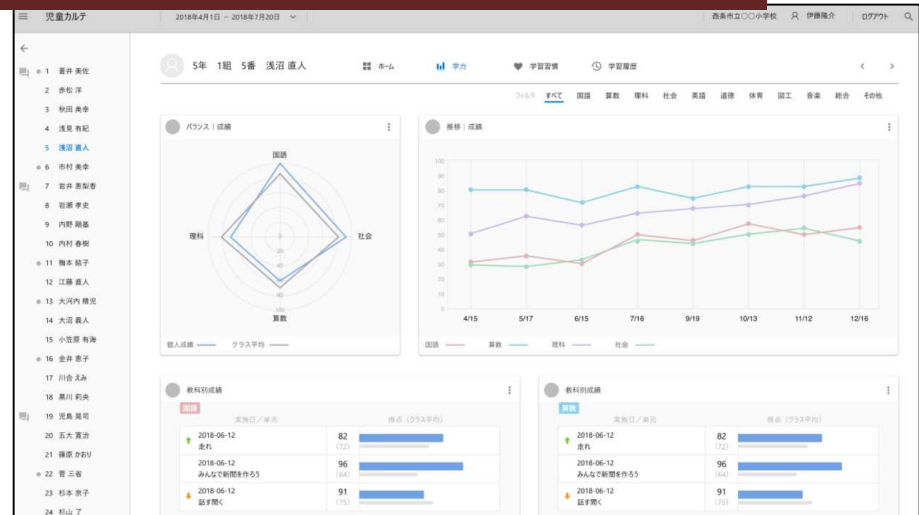 児童カルテ
2018年4月1日 – 2018年7月20日
西条市立○○小学校 伊藤隆介 ログアウト
1 蒼井 美佐
2 赤松 洋
3 秋田 美幸
4 浅見 有紀
5 浅沼 直人
6 市村 美幸
7 岩井 恵梨香
8 岩瀬 孝史
9 内野 剛基
10 内村 春樹
11 梅本 結子
12 江藤 直人
13 大河内 晴児
14 大沼 義人
15 小笠原 有海
16 金井 恵子
17 川合 えみ
18 黒川 莉央
19 児島 晃司
20 五大 寛治
21 篠原 かおり
22 菅 三省
23 杉本 京子
24 杉山 了
5年 1組 5番 浅沼 直人
ホーム 学力 学習習慣 学習履歴
フィルタ すべて 国語 算数 理科 社会 英語 道徳 体育 図工 音楽 総合 その他
バランス | 成績
国語
理科
社会
算数
0
20
40
個人成績 クラス平均
推移 | 成績
100
90
80
70
60
50
40
30
20
10
0
4/15 5/17 6/15 7/16 9/19 10/13 11/12 12/16
国語 算数 理科 社会
教科別成績
国語
実施日/単元 得点 (クラス平均)
2018-06-12 82
走れ (72)
2018-06-12 96
みんなで新聞を作ろう (64)
2018-06-12 91
話す聞く (75)
教科別成績
算数
実施日/単元 得点 (クラス平均)
2018-06-12 82
走れ (72)
2018-06-12 96
みんなで新聞を作ろう (64)
2018-06-12 91
話す聞く (75)